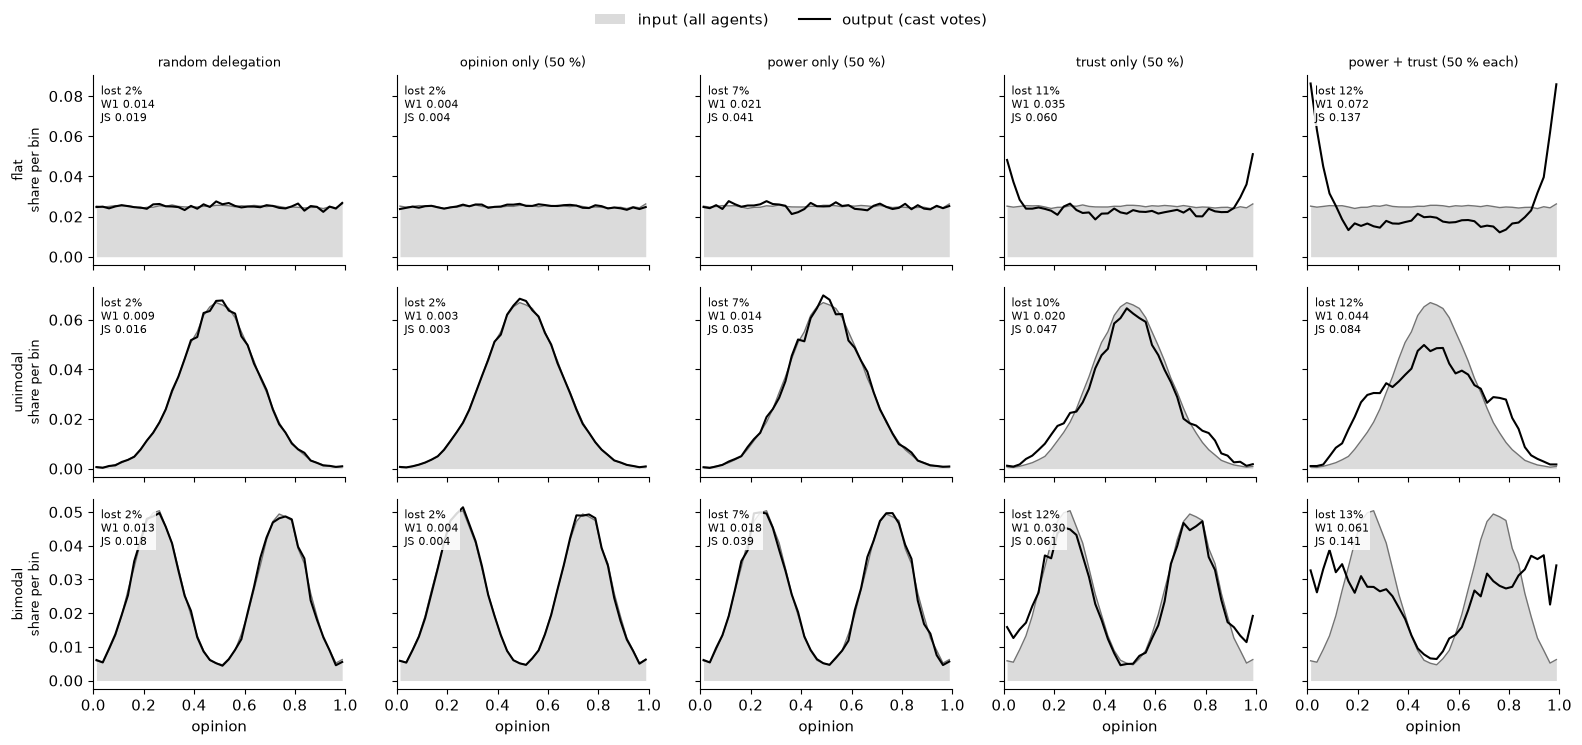 input (all agents)
output (cast votes)
random delegation
opinion only (50 %)
power only (50 %)
trust only (50 %)
power + trust (50 % each)
flat
share per bin
0.08
0.06
0.04
0.02
0.00
lost 2%
W1 0.014
JS 0.019
lost 2%
W1 0.004
JS 0.004
lost 7%
W1 0.021
JS 0.041
lost 11%
W1 0.035
JS 0.060
lost 12%
W1 0.072
JS 0.137
unimodal
share per bin
0.06
0.04
0.02
0.00
lost 2%
W1 0.009
JS 0.016
lost 2%
W1 0.003
JS 0.003
lost 7%
W1 0.014
JS 0.035
lost 10%
W1 0.020
JS 0.047
lost 12%
W1 0.044
JS 0.084
bimodal
share per bin
0.05
0.04
0.03
0.02
0.01
0.00
lost 2%
W1 0.013
JS 0.018
lost 2%
W1 0.004
JS 0.004
lost 7%
W1 0.018
JS 0.039
lost 12%
W1 0.030
JS 0.061
lost 13%
W1 0.061
JS 0.141
0.0 0.2 0.4 0.6 0.8 1.0
opinion
0.0 0.2 0.4 0.6 0.8 1.0
opinion
0.0 0.2 0.4 0.6 0.8 1.0
opinion
0.0 0.2 0.4 0.6 0.8 1.0
opinion
0.0 0.2 0.4 0.6 0.8 1.0
opinion